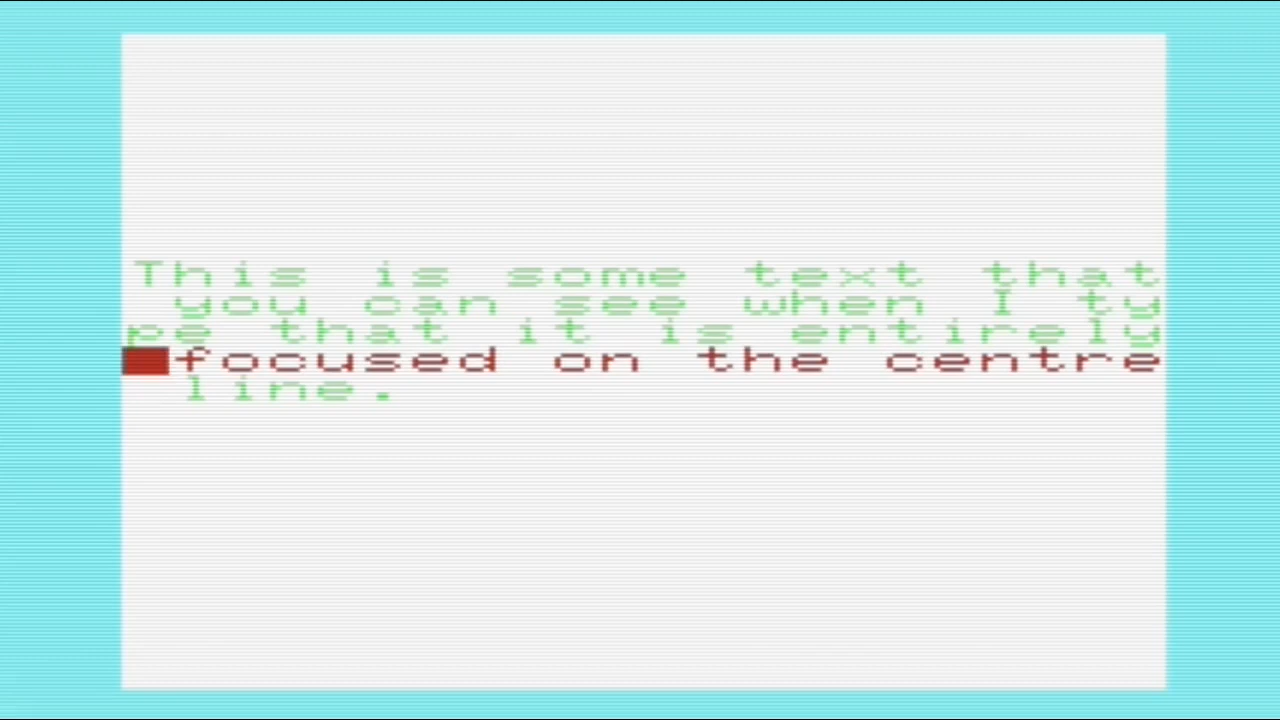 This is some text that
you can see when I ty
pe that it is entirely
focused on the centre
line.